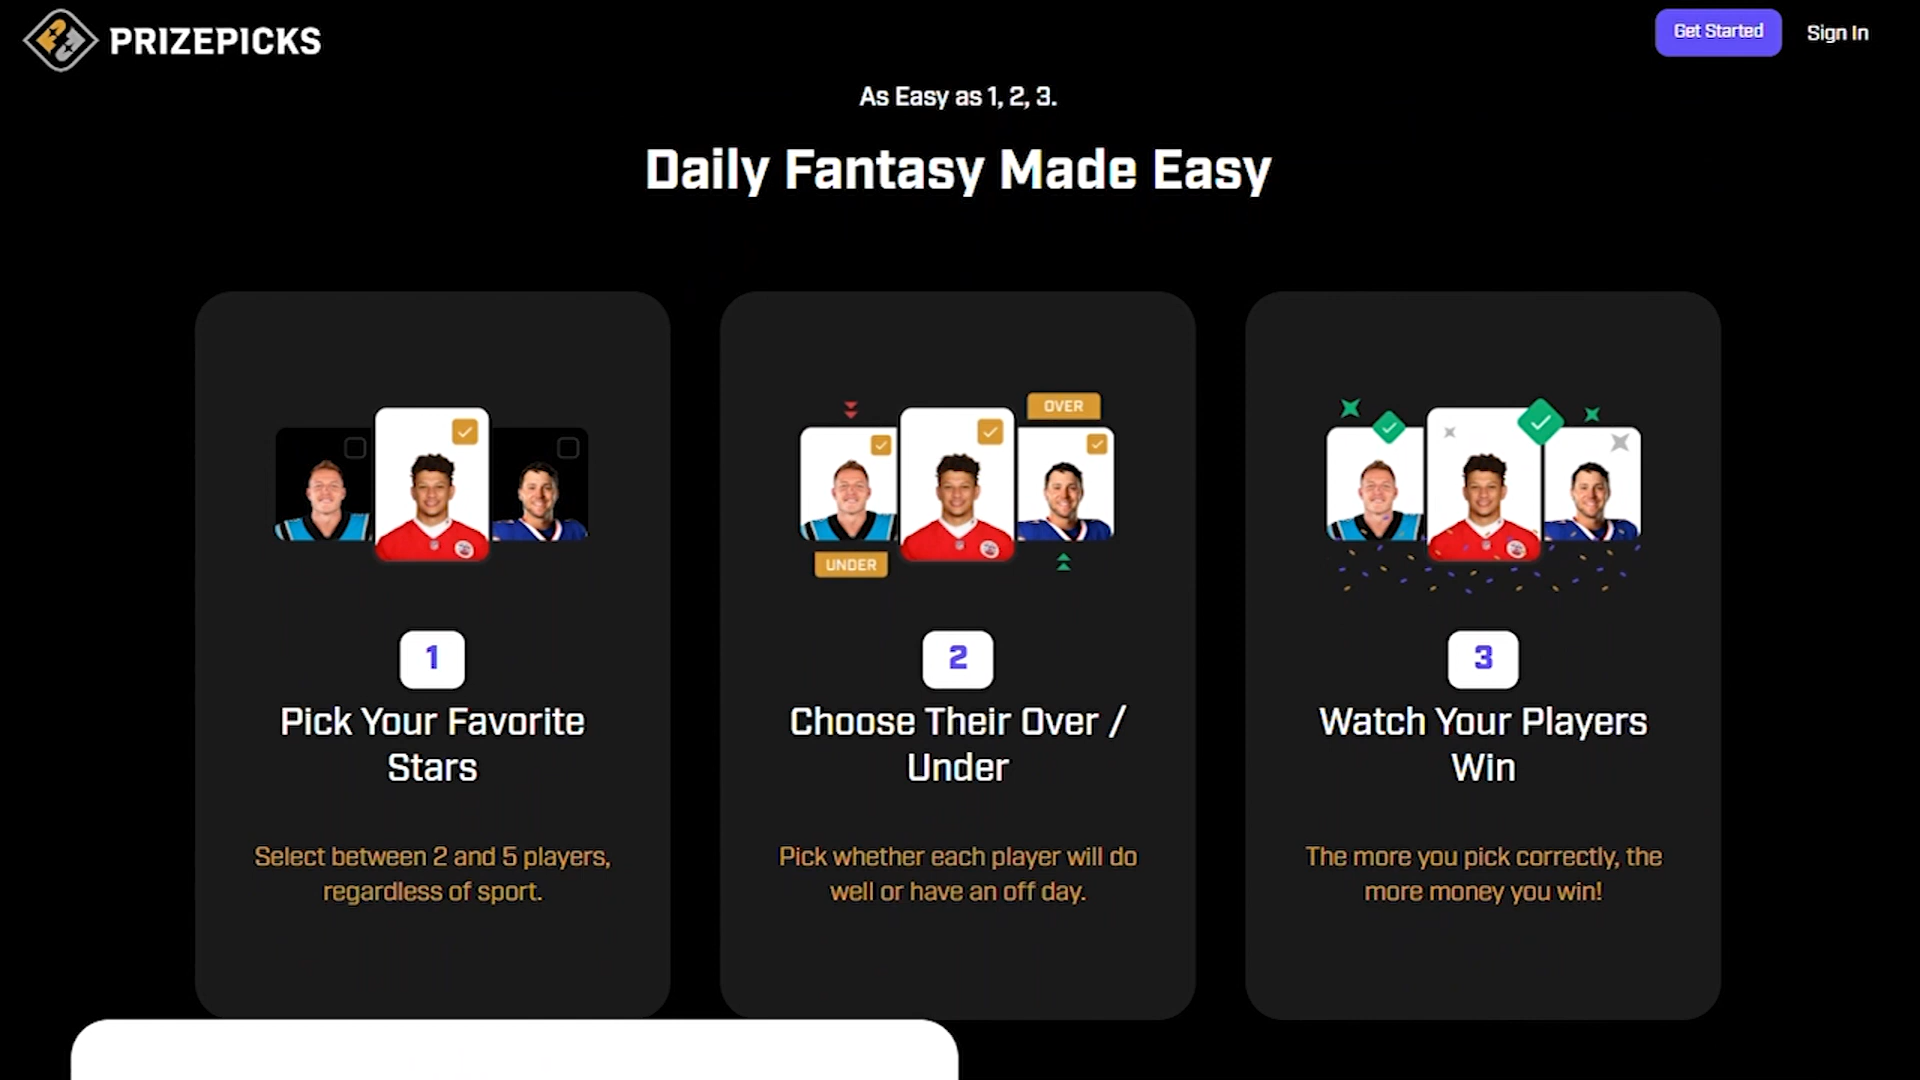 PRIZEPICKS
Get Started
Sign In
As Easy as 1, 2, 3.
Daily Fantasy Made Easy
UNDER
OVER
1
Pick Your Favorite
Stars
Select between 2 and 5 players,
regardless of sport.
2
Choose Their Over /
Under
Pick whether each player will do
well or have an off day.
3
Watch Your Players
Win
The more you pick correctly, the
more money you win!